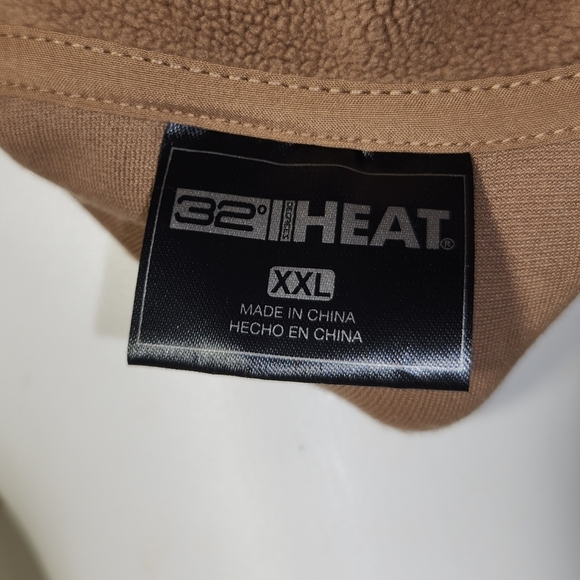 32° HEAT®
XXL
MADE IN CHINA
HECHO EN CHINA